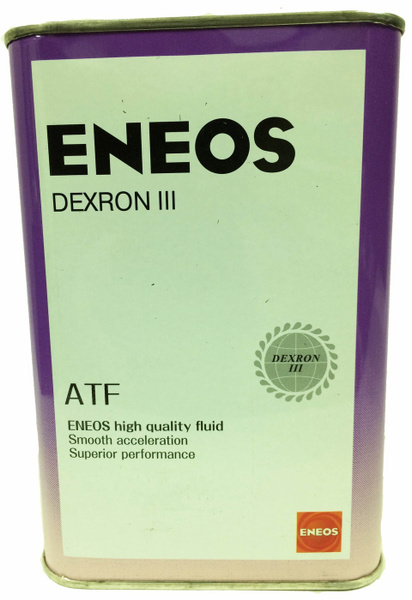 ENEOS
DEXRON III
DEXRON
III
ATF
ENEOS high quality fluid
Smooth acceleration
Superior performance
ENEOS